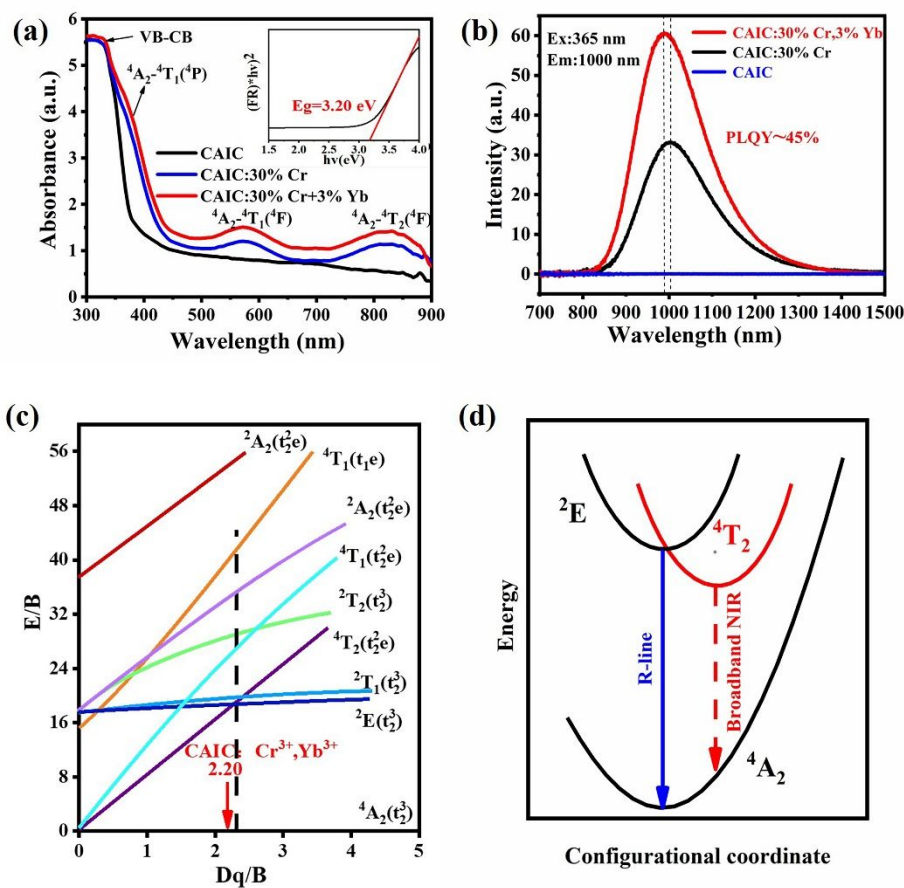 (a)
6
5
4
3
2
1
0
Absorbance (a.u.)
VB-CB
⁴A₂-⁴T₁(⁴P)
(FR)*hv)²
Eg=3.20 eV
1.5 2.0 2.5 3.0 3.5 4.0
hv(eV)
CAIC
CAIC:30% Cr
CAIC:30% Cr+3% Yb
⁴A₂-⁴T₁(⁴F)
⁴A₂-⁴T₂(⁴F)
300 400 500 600 700 800 900
Wavelength (nm)
(b)
60
50
40
30
20
10
0
Intensity (a.u.)
Ex:365 nm
Em:1000 nm
CAIC:30% Cr,3% Yb
CAIC:30% Cr
CAIC
PLQY~45%
700 800 900 1000 1100 1200 1300 1400 1500
Wavelength (nm)
(c)
56
48
40
32
24
16
8
0
E/B
²A₂(t₂²e)
⁴T₁(t₁e)
²A₂(t₂²e)
⁴T₁(t₂²e)
²T₂(t₂³)
⁴T₂(t₂²e)
²T₁(t₂³)
²E(t₂³)
CAIC: Cr³⁺,Yb³⁺
2.20
⁴A₂(t₂³)
0 1 2 3 4 5
Dq/B
(d)
Energy
²E
⁴T₂
R-line
Broadband NIR
⁴A₂
Configurational coordinate